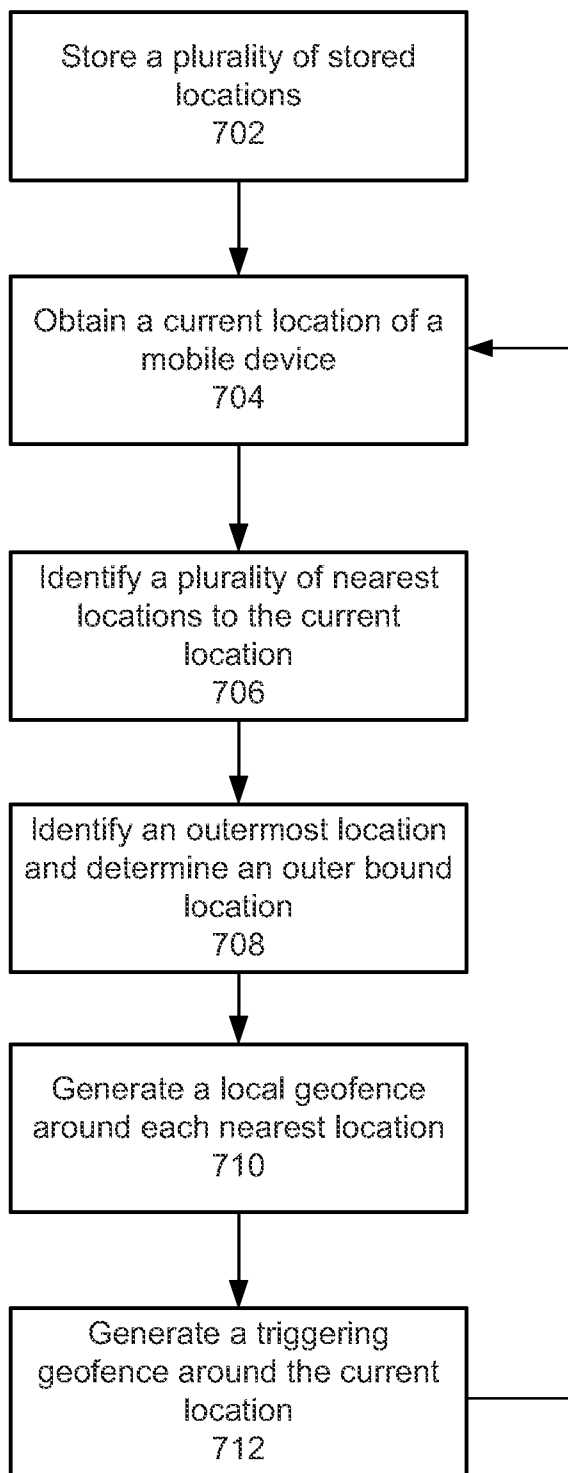 Store a plurality of stored
locations
702
Obtain a current location of a
mobile device
704
Identify a plurality of nearest
locations to the current
location
706
Identify an outermost location
and determine an outer bound
location
708
Generate a local geofence
around each nearest location
710
Generate a triggering
geofence around the current
location
712